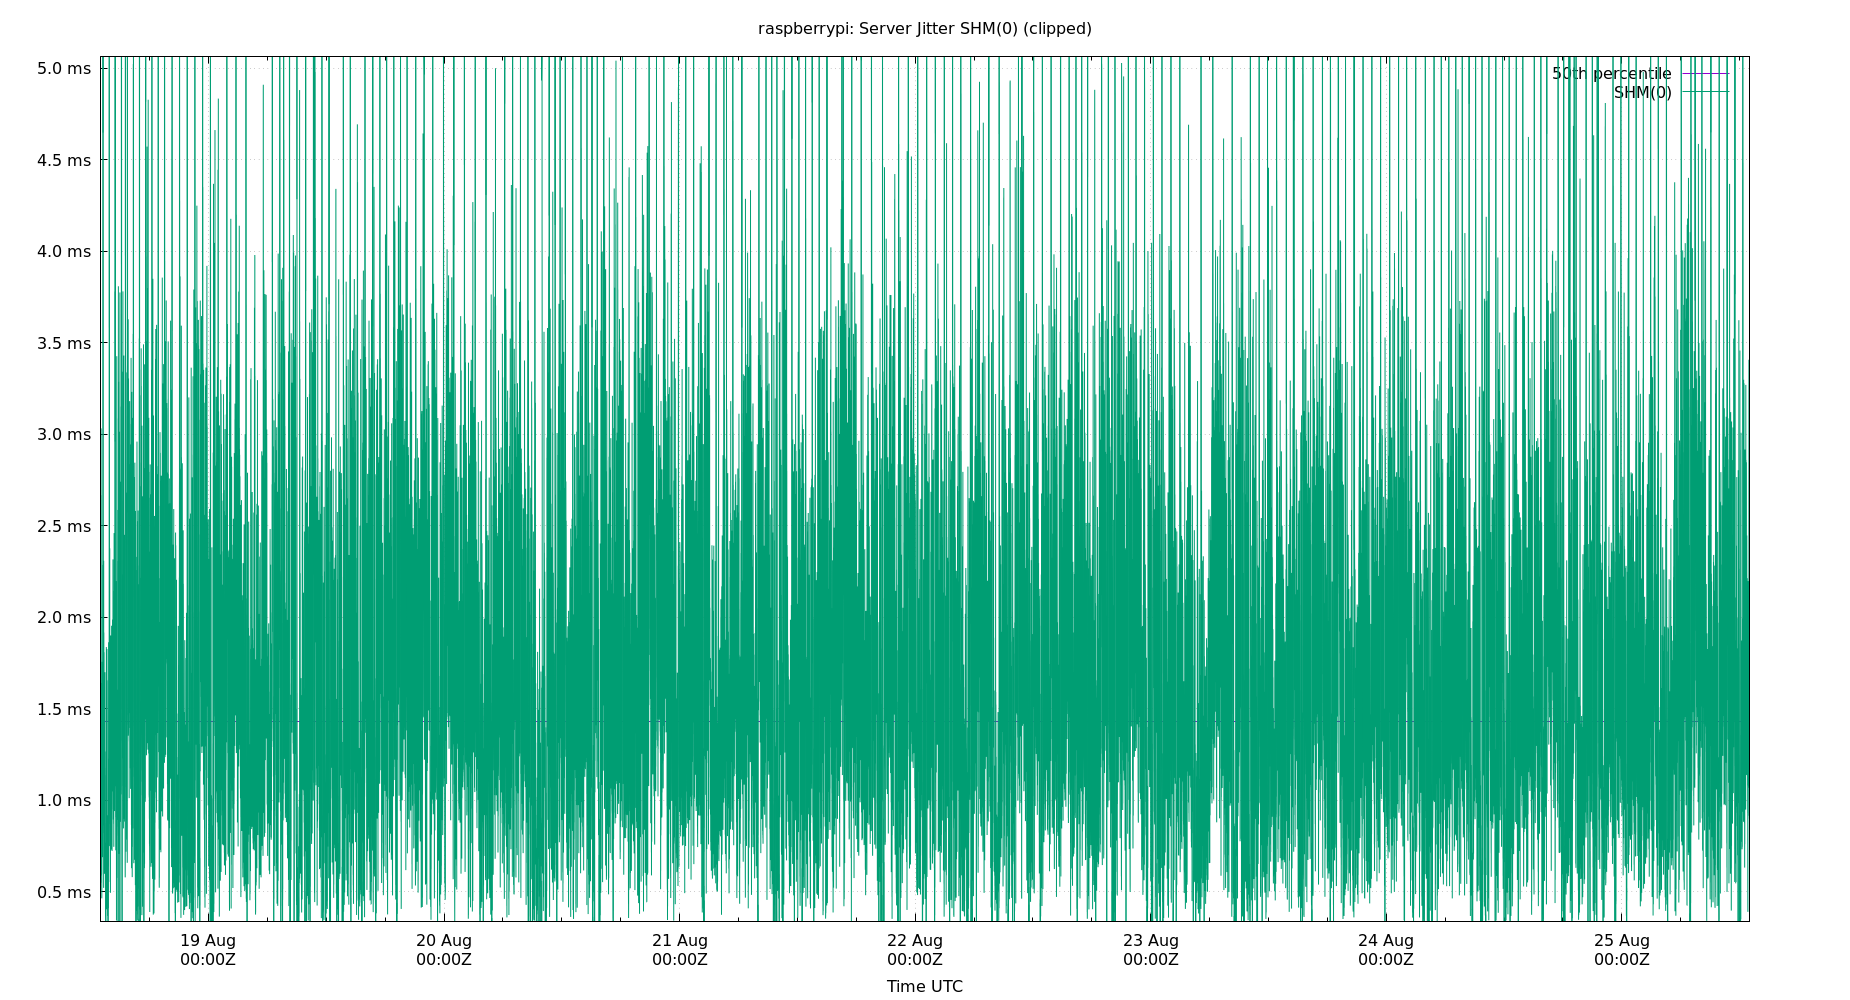 raspberrypi: Server Jitter SHM(0) (clipped)
5.0 ms
50th percentile
SHM(0)
4.5 ms
4.0 ms
3.5 ms
3.0 ms
2.5 ms
2.0 ms
1.5 ms
1.0 ms
0.5 ms
19 Aug 20 Aug 21 Aug 22 Aug 23 Aug 24 Aug 25 Aug
00:00Z 00:00Z 00:00Z 00:00Z 00:00Z 00:00Z 00:00Z
Time UTC